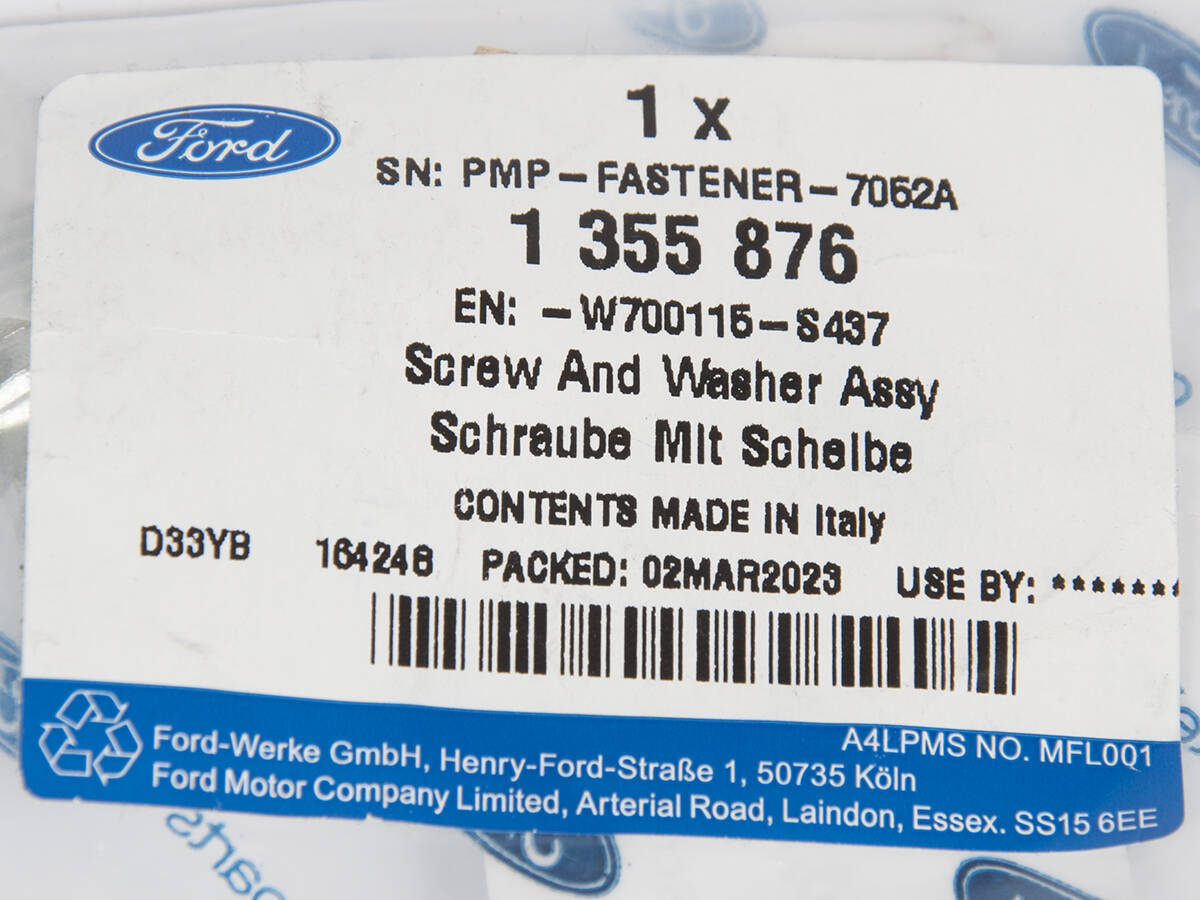 Ford
1 x
SN: PMP-FASTENER-7052A
1 355 876
EN: -W700115-S437
Screw And Washer Assy
Schraube Mit Scheibe
CONTENTS MADE IN Italy
D33YB 164246 PACKED: 02MAR2023 USE BY: *******
A4LPMS NO. MFL001
Ford-Werke GmbH, Henry-Ford-Straße 1, 50735 Köln
Ford Motor Company Limited, Arterial Road, Laindon, Essex. SS15 6EE
parts